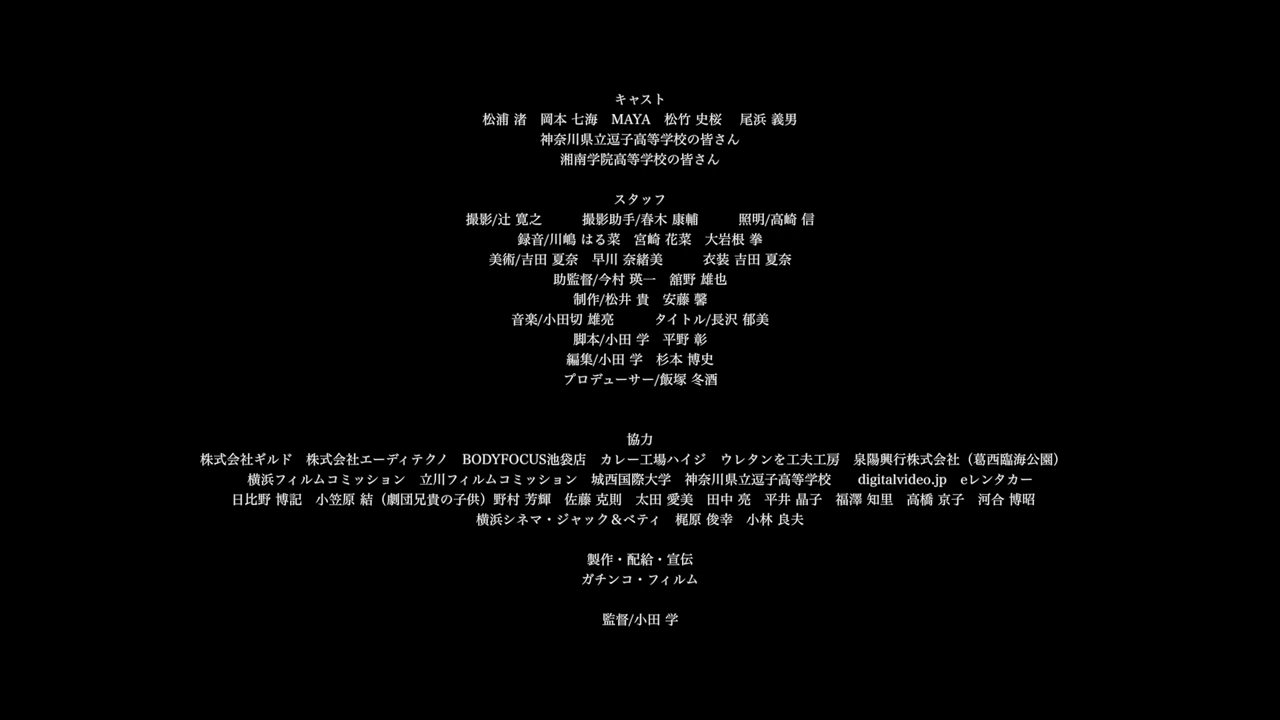 キャスト
松浦 渚　岡本 七海　MAYA　松竹 史桜　尾浜 義男
神奈川県立逗子高等学校の皆さん
湘南学院高等学校の皆さん
スタッフ
撮影/辻 寛之　　　撮影助手/春木 康輔　　　照明/高崎 信
録音/川嶋 はる菜　宮崎 花菜　大岩根 拳
美術/吉田 夏奈　早川 奈緒美　　　衣装 吉田 夏奈
助監督/今村 瑛一　舘野 雄也
制作/松井 貴　安藤 馨
音楽/小田切 雄亮　　　タイトル/長沢 郁美
脚本/小田 学　平野 彰
編集/小田 学　杉本 博史
プロデューサー/飯塚 冬酒
協力
株式会社ギルド　株式会社エーディテクノ　BODYFOCUS池袋店　カレー工場ハイジ　ウレタンを工夫工房　泉陽興行株式会社（葛西臨海公園）
横浜フィルムコミッション　立川フィルムコミッション　城西国際大学　神奈川県立逗子高等学校　　digitalvideo.jp　eレンタカー
日比野 博記　小笠原 結（劇団兄貴の子供）野村 芳輝　佐藤 克則　太田 愛美　田中 亮　平井 晶子　福澤 知里　高橋 京子　河合 博昭
横浜シネマ・ジャック＆ベティ　梶原 俊幸　小林 良夫
製作・配給・宣伝
ガチンコ・フィルム
監督/小田 学